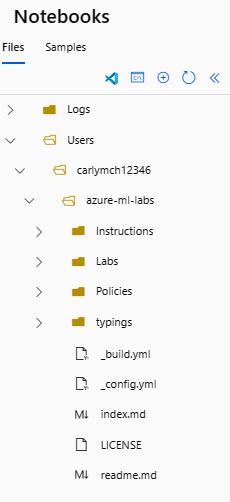 Notebooks
Files Samples
Logs
Users
carlymch12346
azure-ml-labs
Instructions
Labs
Policies
typings
_build.yml
_config.yml
index.md
LICENSE
readme.md